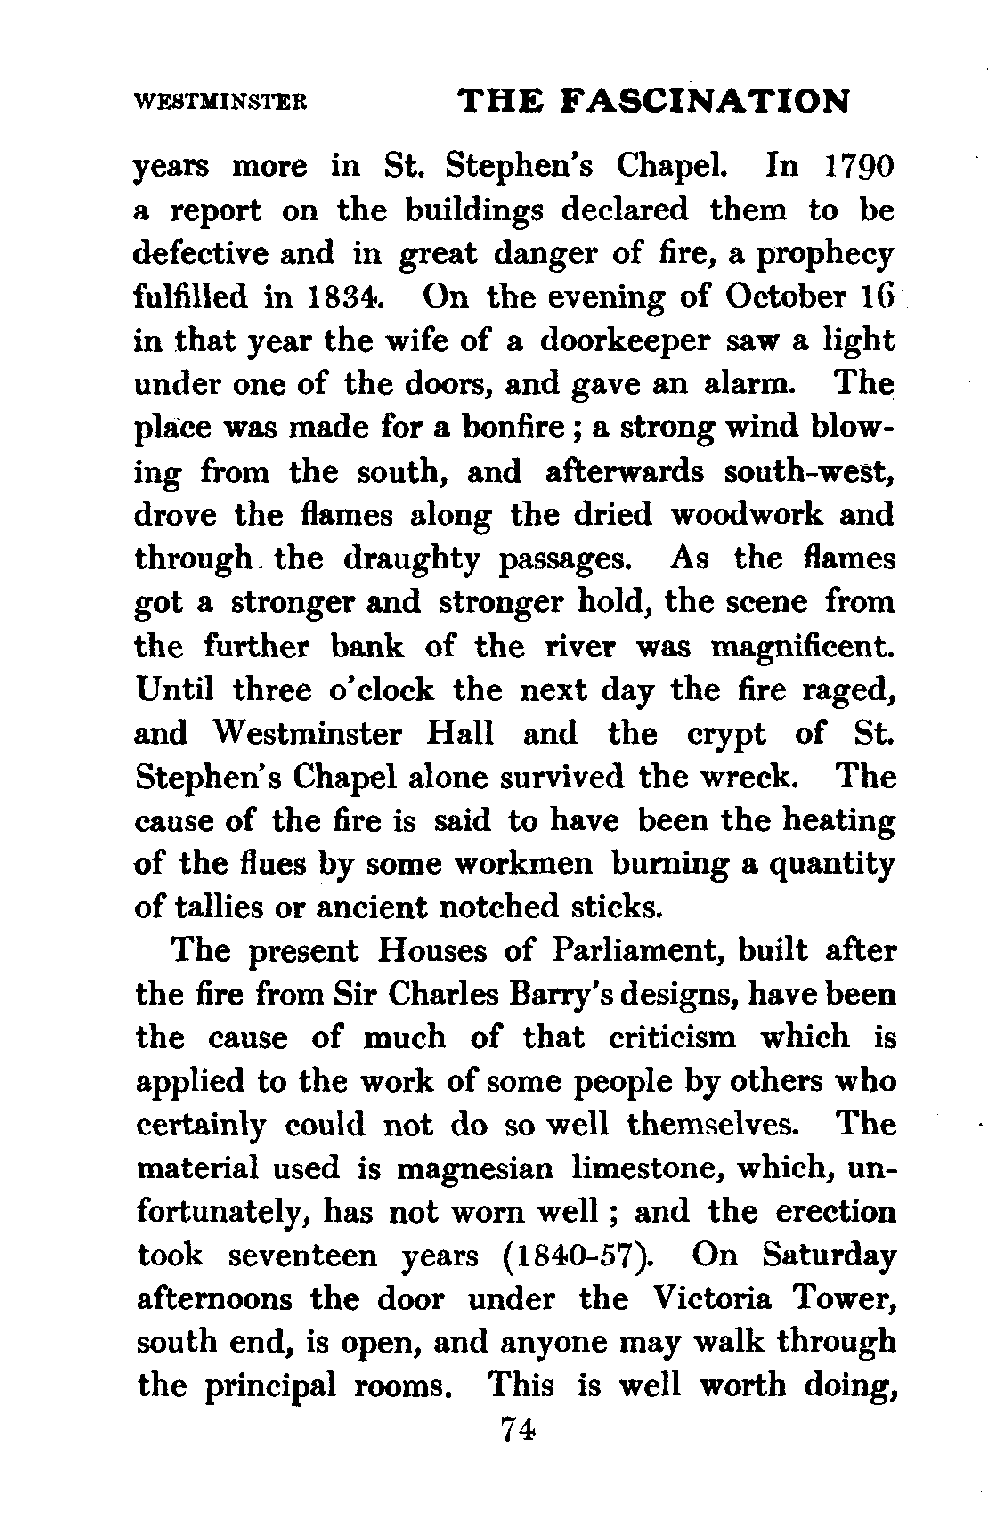 WESTMINSTER THE FASCINATION
years more in St. Stephen's Chapel. In 1790
a report on the buildings declared them to be
defective and in great danger of fire, a prophecy
fulfilled in 1834. On the evening of October 16
in that year the wife of a doorkeeper saw a light
under one of the doors, and gave an alarm. The
place was made for a bonfire ; a strong wind blow-
ing from the south, and afterwards south-west,
drove the flames along the dried woodwork and
through the draughty passages. As the flames
got a stronger and stronger hold, the scene from
the further bank of the river was magnificent.
Until three o'clock the next day the fire raged,
and Westminster Hall and the crypt of St.
Stephen's Chapel alone survived the wreck. The
cause of the fire is said to have been the heating
of the flues by some workmen burning a quantity
of tallies or ancient notched sticks.
The present Houses of Parliament, built after
the fire from Sir Charles Barry's designs, have been
the cause of much of that criticism which is
applied to the work of some people by others who
certainly could not do so well themselves. The
material used is magnesian limestone, which, un-
fortunately, has not worn well ; and the erection
took seventeen years (1840-57). On Saturday
afternoons the door under the Victoria Tower,
south end, is open, and anyone may walk through
the principal rooms. This is well worth doing,
74